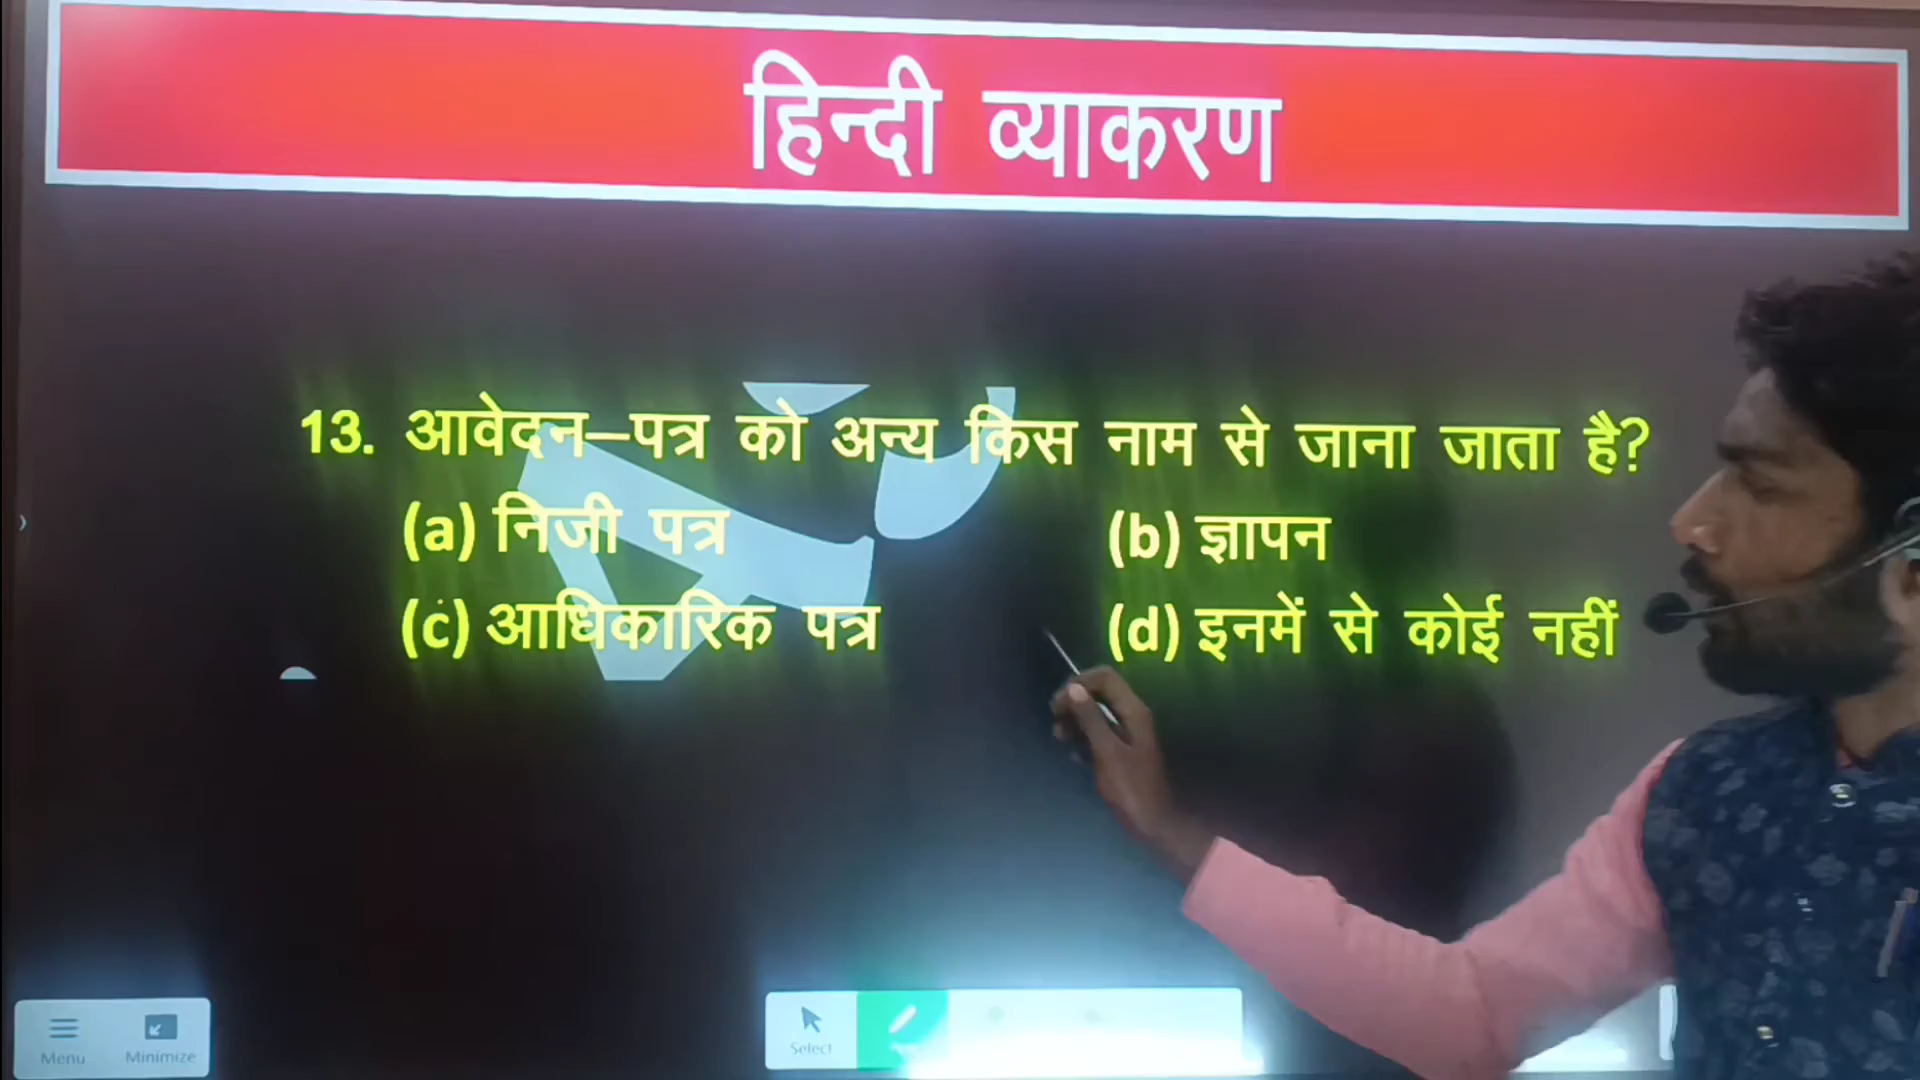 हिन्दी व्याकरण
13. आवेदन–पत्र को अन्य किस नाम से जाना जाता है?
(a) निजी पत्र (b) ज्ञापन
(c) आधिकारिक पत्र (d) इनमें से कोई नहीं
Menu Minimize Select